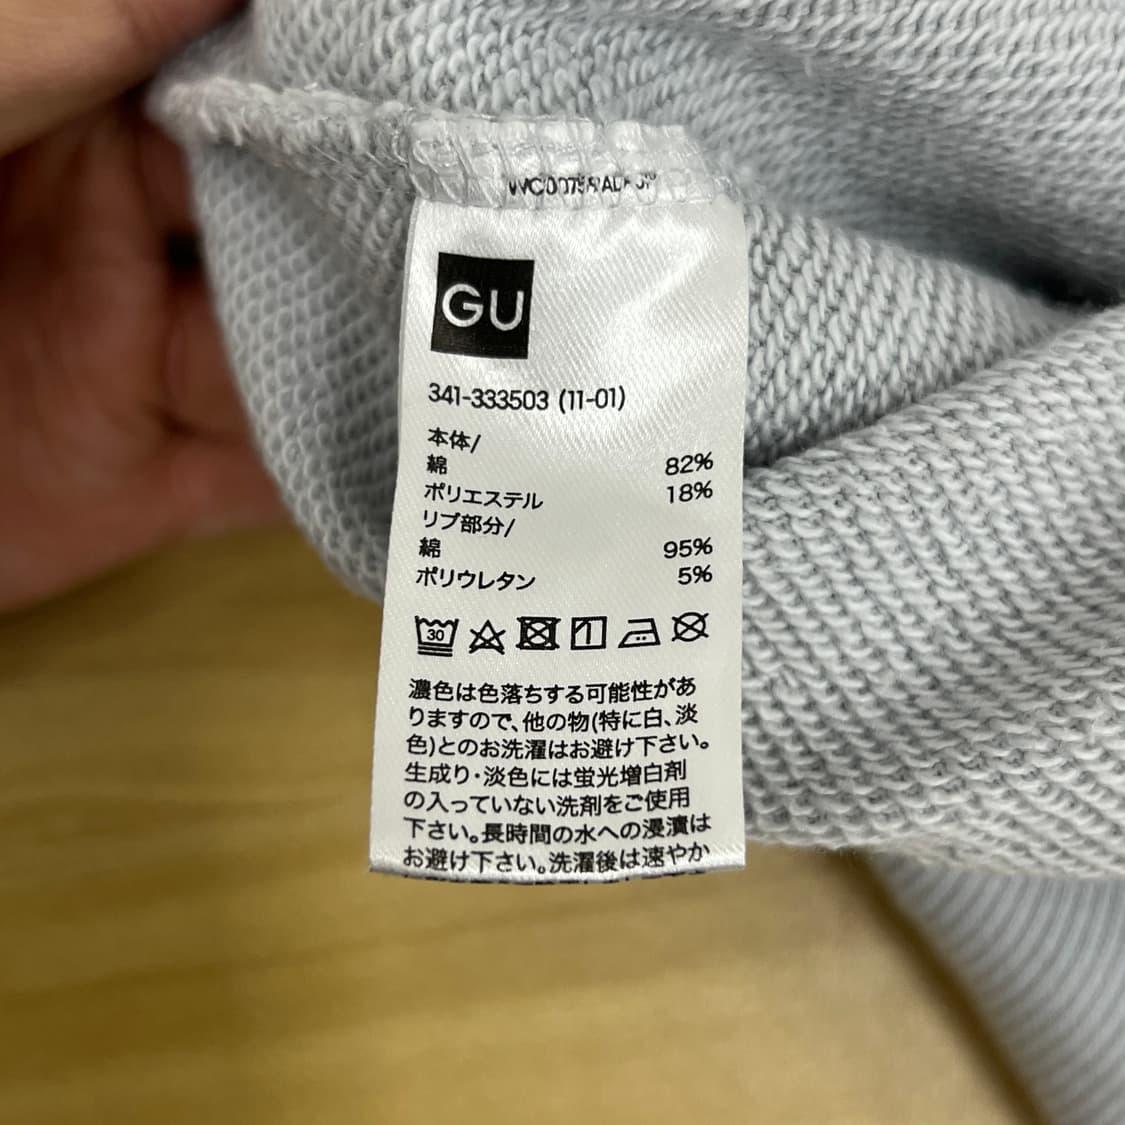 GU
341-333503 (11-01)
本体/
綿 82%
ポリエステル 18%
リブ部分/
綿 95%
ポリウレタン 5%
30
濃色は色落ちする可能性があ
りますので、他の物(特に白、淡
色)とのお洗濯はお避け下さい。
生成り・淡色には蛍光増白剤
の入っていない洗剤をご使用
下さい。長時間の水への浸漬は
お避け下さい。洗濯後は速やか